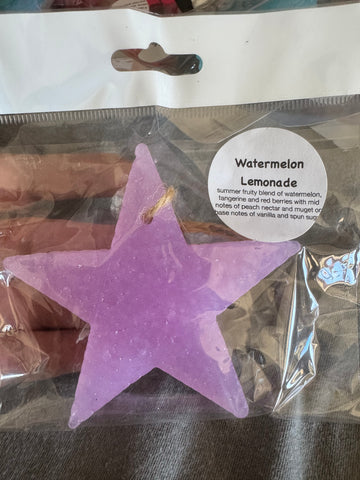 Watermelon
Lemonade
summer fruity blend of watermelon,
tangerine and red berries with mid
notes of peach nectar and muget on
base notes of vanilla and spun sug